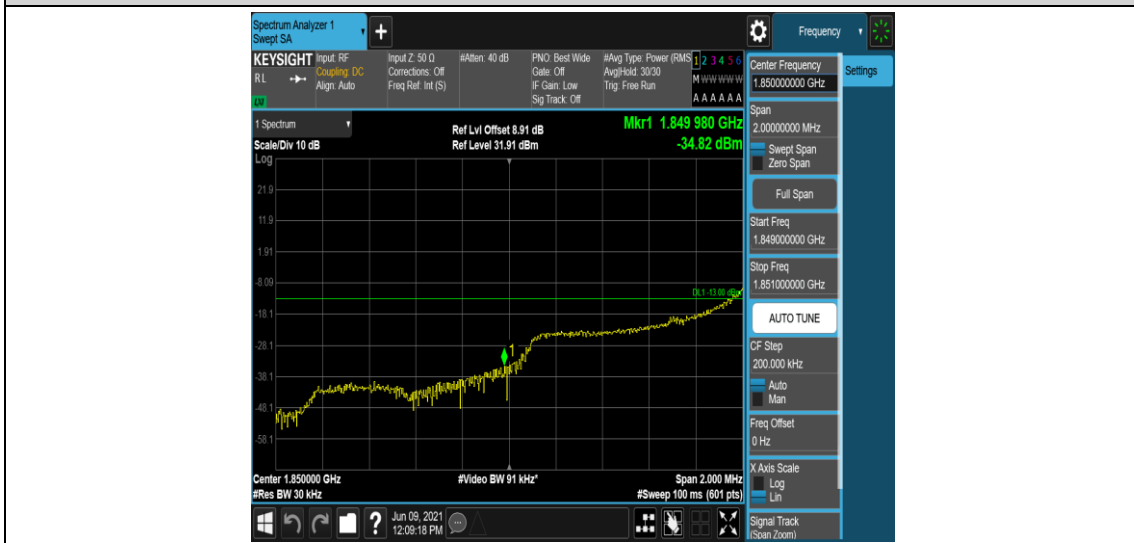 Spectrum Analyzer 1
Swept SA
+
Frequency
KEYSIGHT
Input: RF
Input Z: 50 Ω
#Atten: 40 dB
PNO: Best Wide
#Avg Type: Power (RMS
1 2 3 4 5 6
RL
Coupling: DC
Corrections: Off
Gate: Off
Avg|Hold: 30/30
M W W W W W
Align: Auto
Freq Ref: Int (S)
IF Gain: Low
Trig: Free Run
Sig Track: Off
A A A A A A
Center Frequency
1.850000000 GHz
Settings
Span
2.00000000 MHz
Swept Span
Zero Span
Full Span
Start Freq
1.849000000 GHz
Stop Freq
1.851000000 GHz
AUTO TUNE
CF Step
200.000 kHz
Auto
Man
Freq Offset
0 Hz
X Axis Scale
Log
Lin
Signal Track
(Span Zoom)
1 Spectrum
Ref Lvl Offset 8.91 dB
Mkr1 1.849 980 GHz
Scale/Div 10 dB
Ref Level 31.91 dBm
-34.82 dBm
Log
21.9
11.9
1.91
-8.09
DL1 -13.00 dBm
-18.1
-28.1
1
-38.1
-48.1
-58.1
Center 1.850000 GHz
#Video BW 91 kHz*
Span 2.000 MHz
#Res BW 30 kHz
#Sweep 100 ms (601 pts)
?
Jun 09, 2021
12:09:18 PM